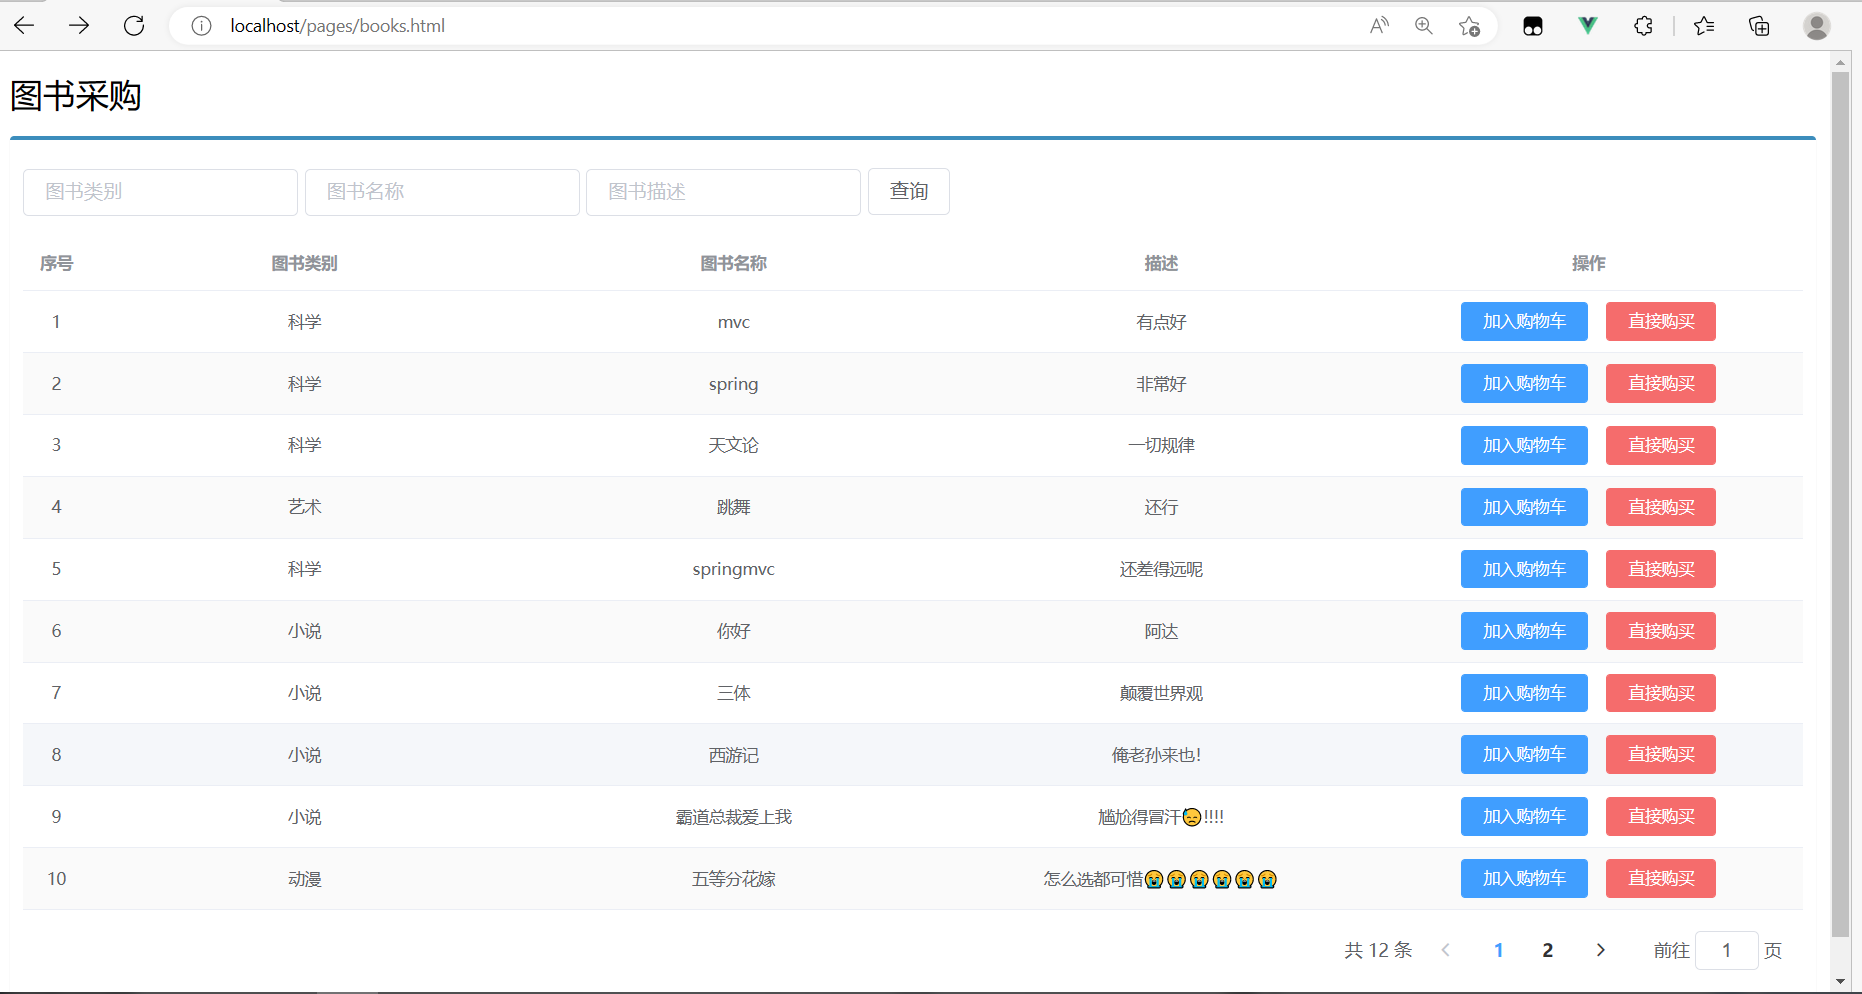 localhost/pages/books.html
图书采购
图书类别 图书名称 图书描述 查询
序号 图书类别 图书名称 描述 操作
1 科学 mvc 有点好 加入购物车 直接购买
2 科学 spring 非常好 加入购物车 直接购买
3 科学 天文论 一切规律 加入购物车 直接购买
4 艺术 跳舞 还行 加入购物车 直接购买
5 科学 springmvc 还差得远呢 加入购物车 直接购买
6 小说 你好 阿达 加入购物车 直接购买
7 小说 三体 颠覆世界观 加入购物车 直接购买
8 小说 西游记 俺老孙来也! 加入购物车 直接购买
9 小说 霸道总裁爱上我 尴尬得冒汗😓!!!! 加入购物车 直接购买
10 动漫 五等分花嫁 怎么选都可惜😭😭😭😭😭😭 加入购物车 直接购买
共 12 条 1 2 前往 1 页